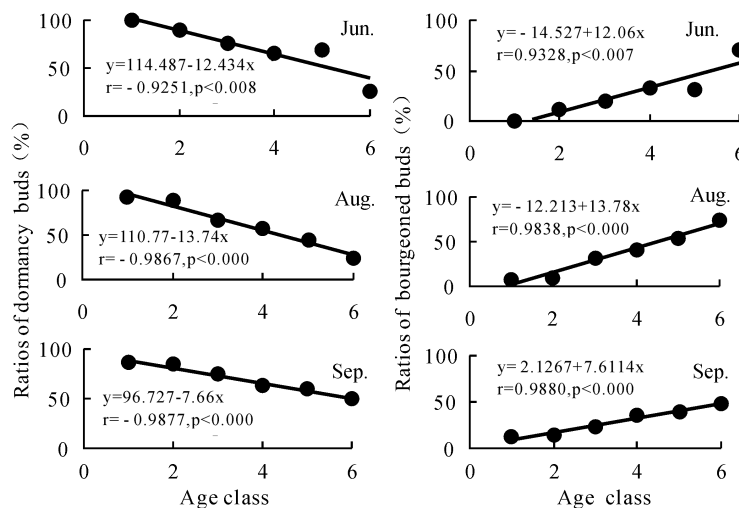 Ratios of dormancy buds (%)
100
50
0
0
2
4
6
Jun.
y=114.487-12.434x
r= - 0.9251,p<0.008
100
50
0
0
2
4
6
Aug.
y=110.77-13.74x
r= - 0.9867,p<0.000
100
50
0
0
2
4
6
Sep.
y=96.727-7.66x
r= - 0.9877,p<0.000
Age class
Ratios of bourgeoned buds (%)
100
50
0
0
2
4
6
Jun.
y= - 14.527+12.06x
r=0.9328,p<0.007
100
50
0
0
2
4
6
Aug.
y= - 12.213+13.78x
r=0.9838,p<0.000
100
50
0
0
2
4
6
Sep.
y= 2.1267+7.6114x
r=0.9880,p<0.000
Age class